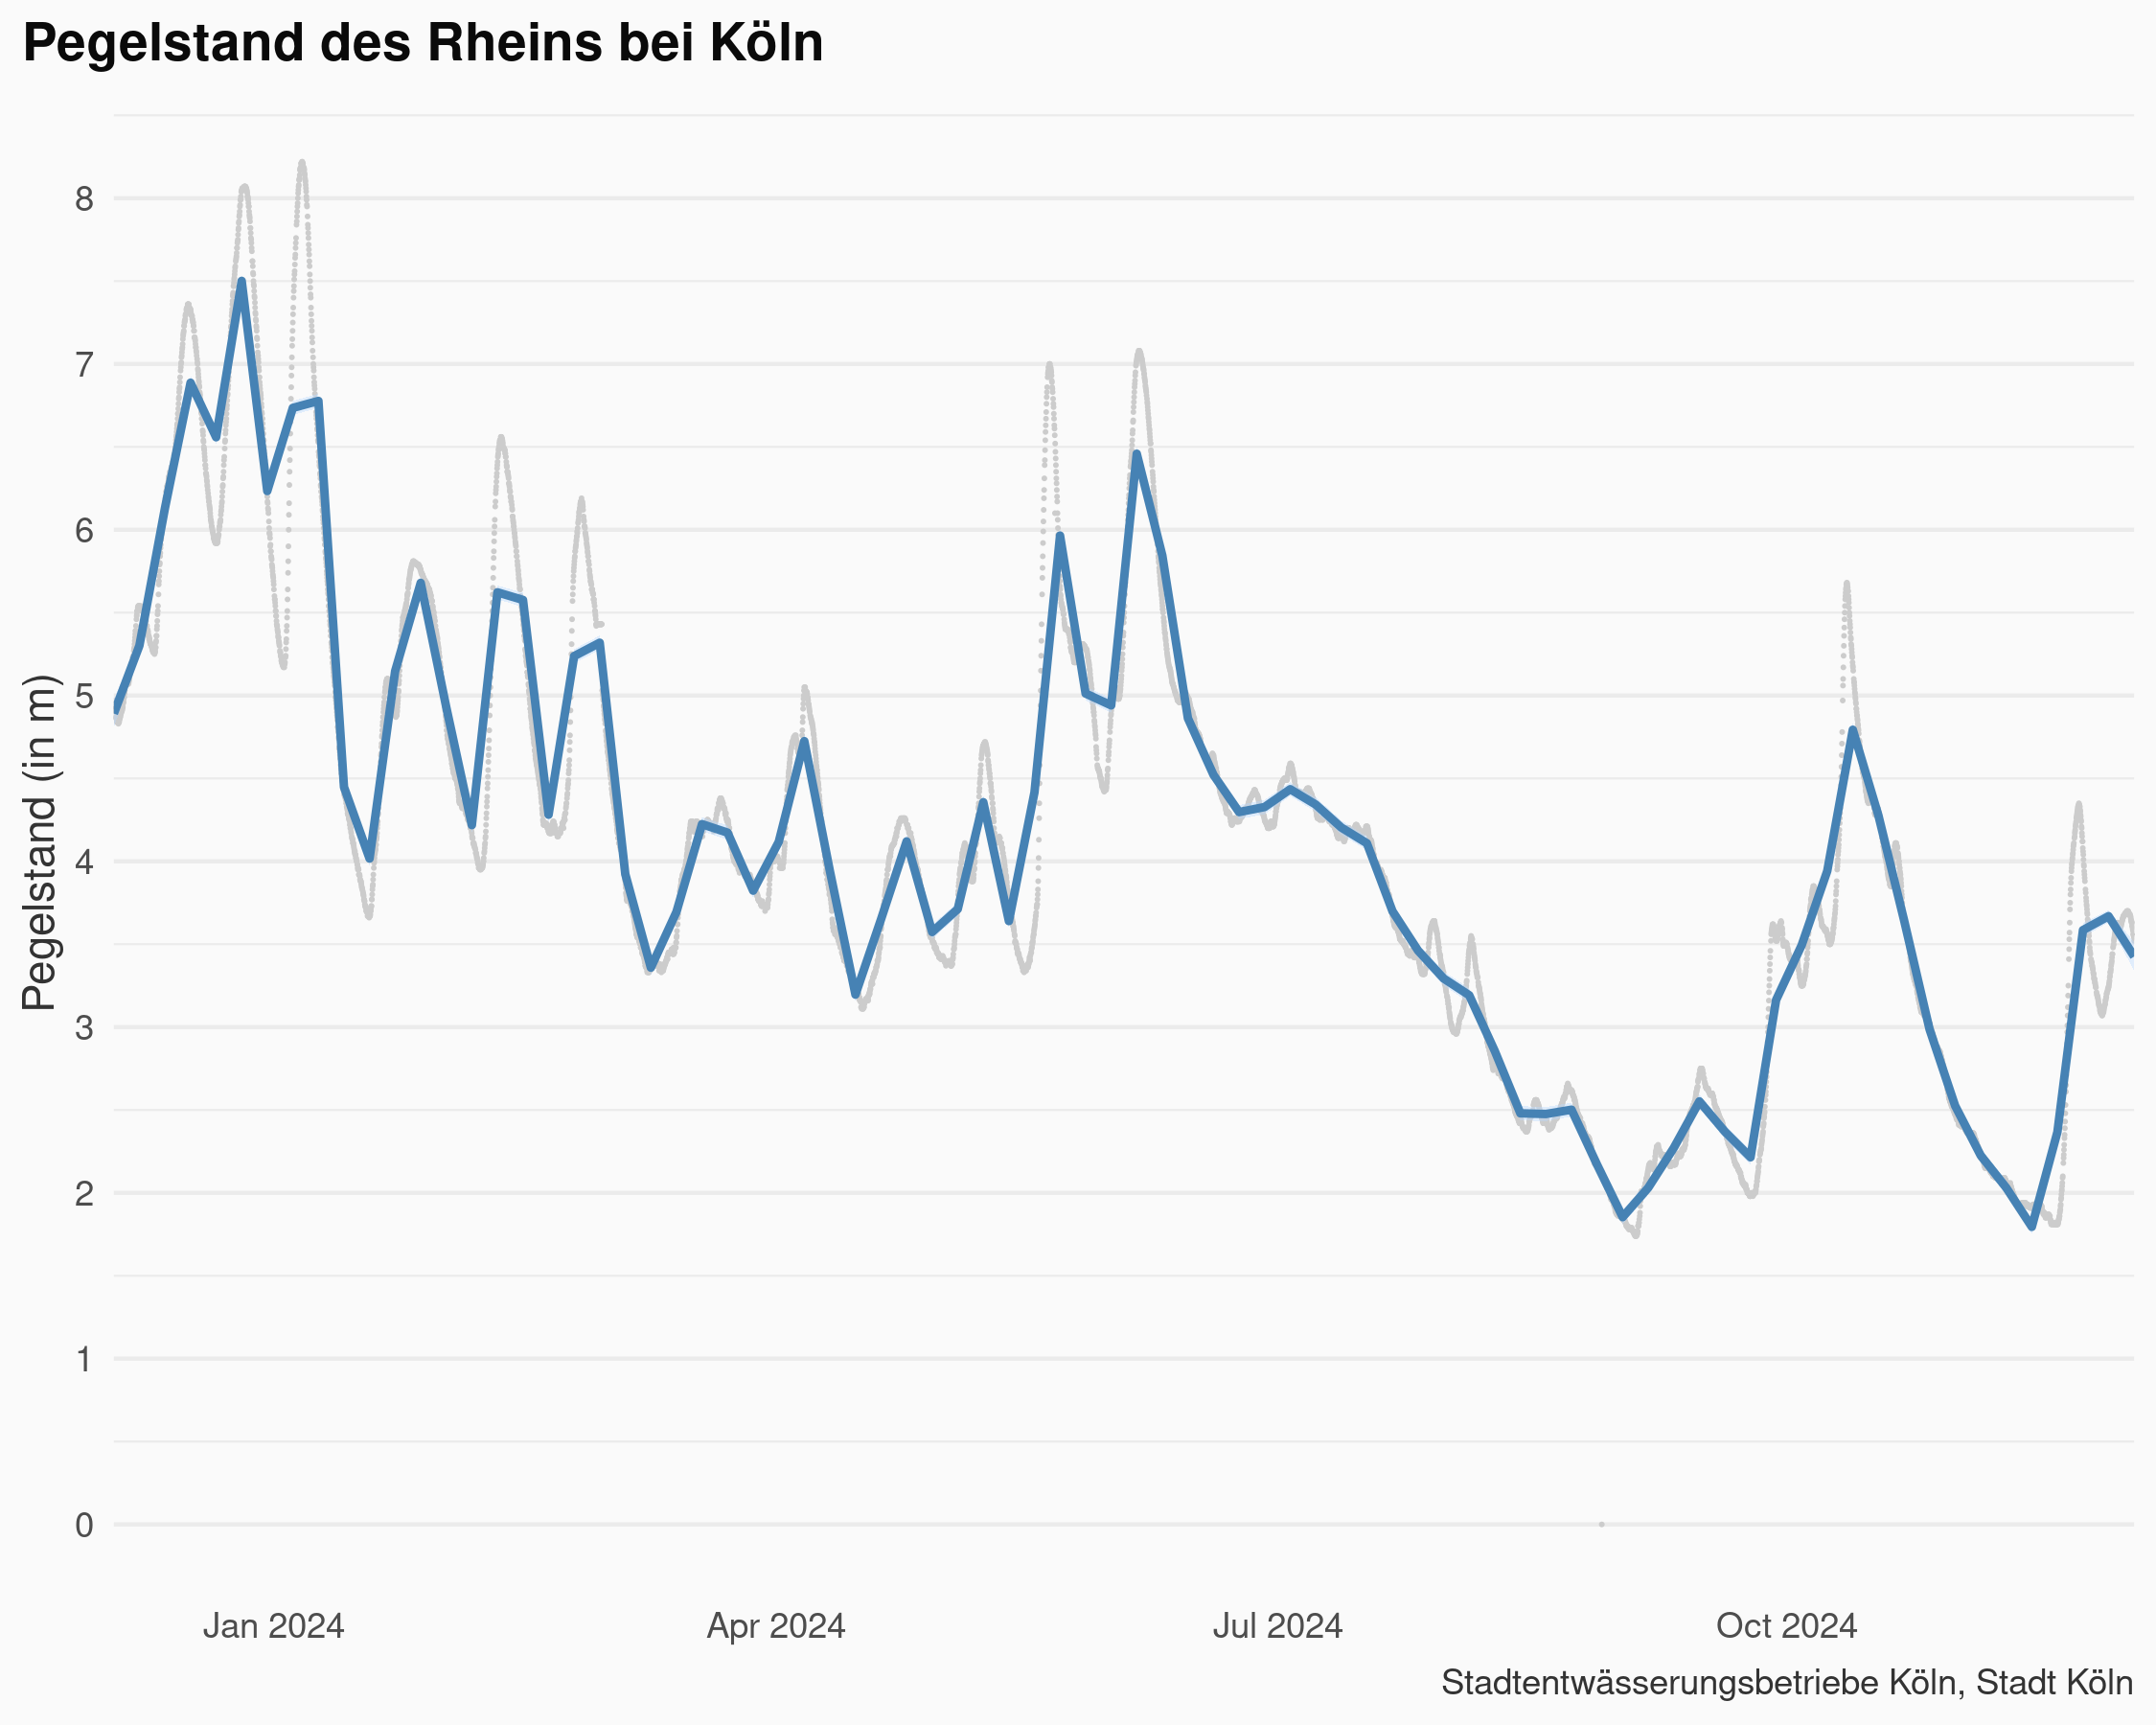 Pegelstand des Rheins bei Köln
Pegelstand (in m)
8
7
6
5
4
3
2
1
0
Jan 2024 Apr 2024 Jul 2024 Oct 2024
Stadtentwässerungsbetriebe Köln, Stadt Köln